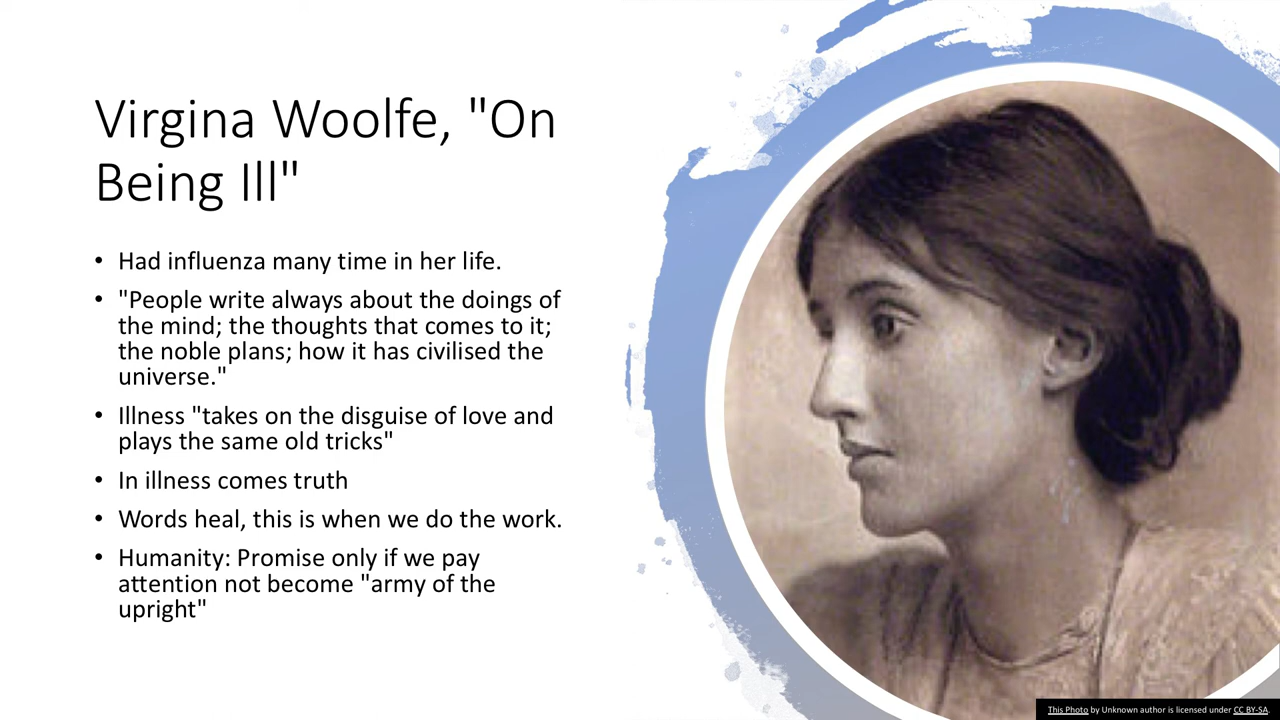 Virgina Woolfe, "On
Being Ill"
• Had influenza many time in her life.
• "People write always about the doings of
the mind; the thoughts that comes to it;
the noble plans; how it has civilised the
universe."
• Illness "takes on the disguise of love and
plays the same old tricks"
• In illness comes truth
• Words heal, this is when we do the work.
• Humanity: Promise only if we pay
attention not become "army of the
upright"
This Photo by Unknown author is licensed under CC BY-SA.